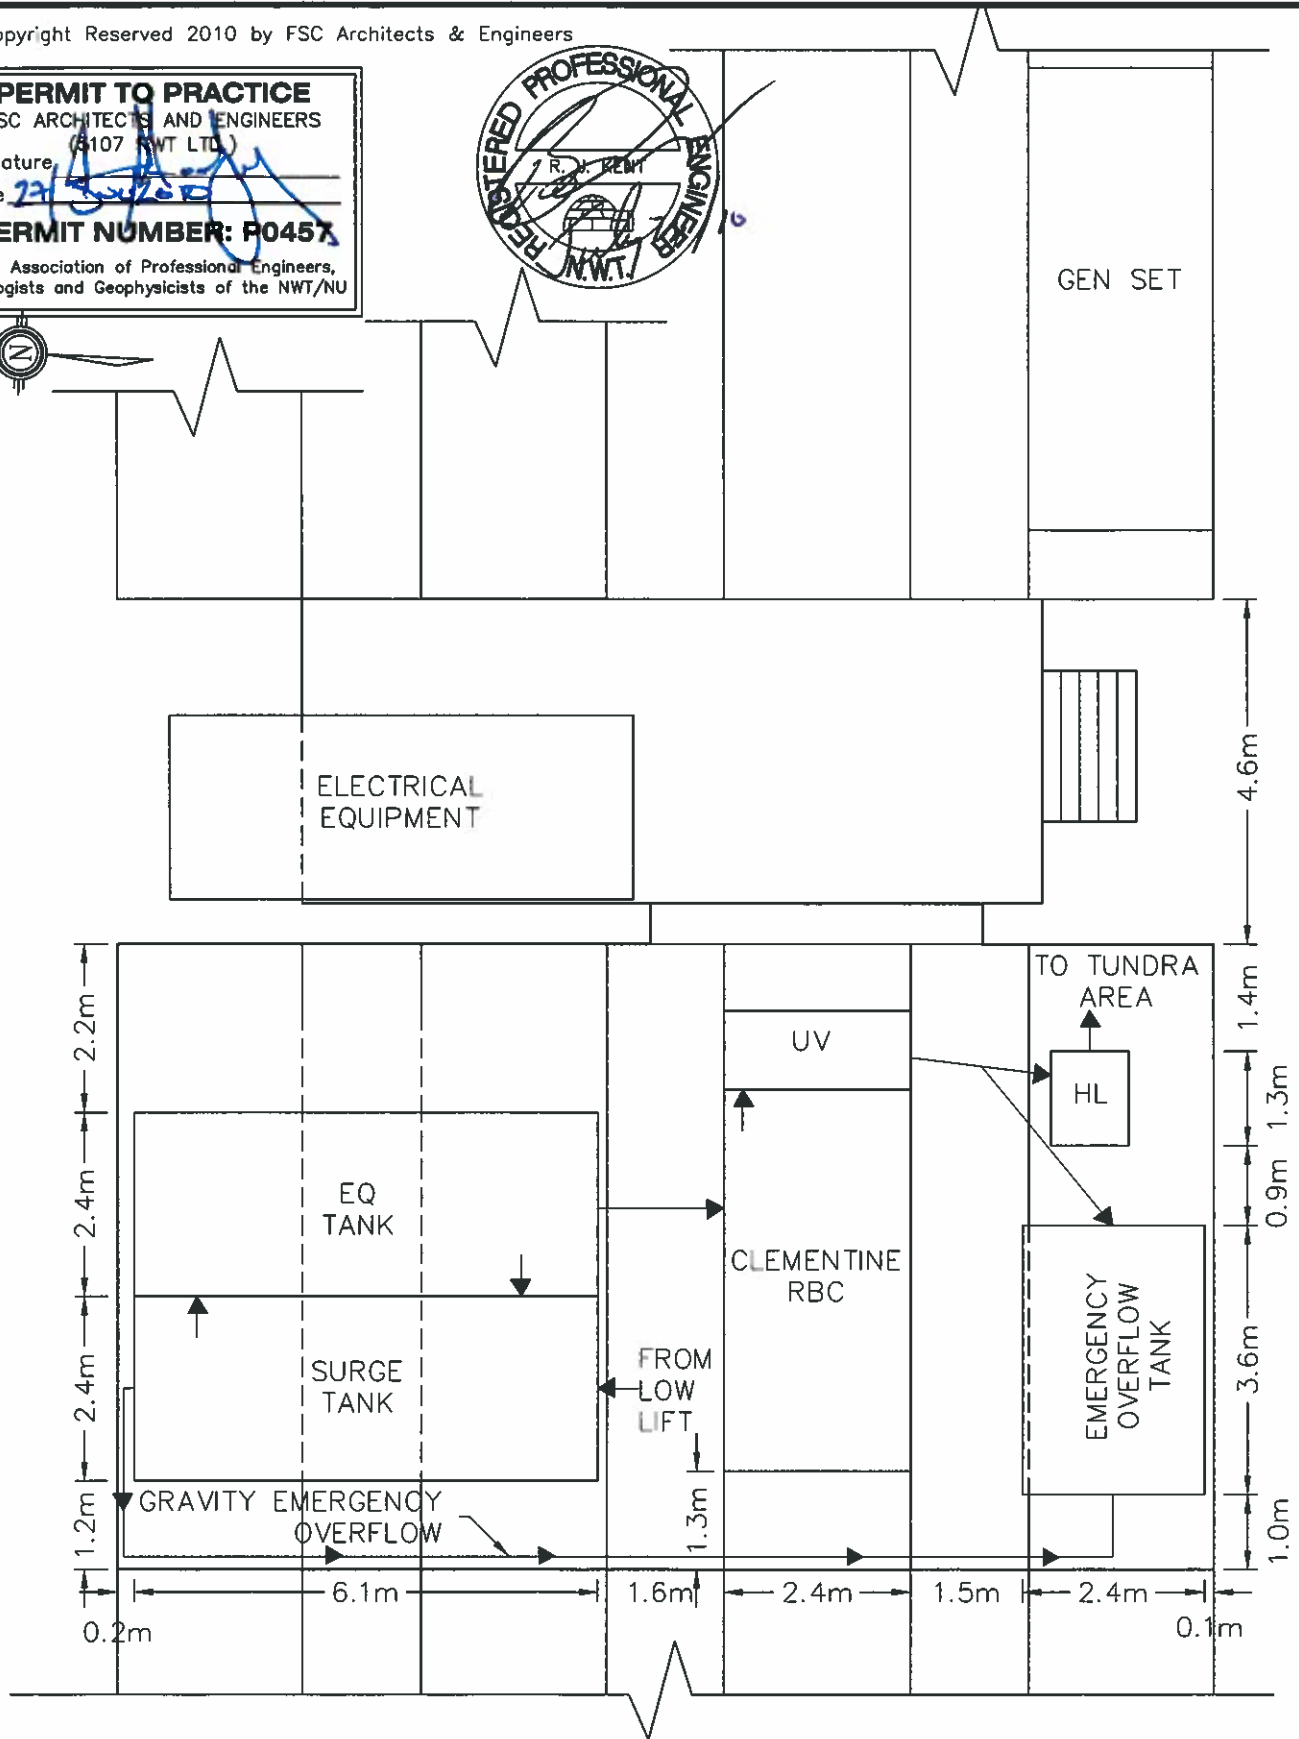 opyright Reserved 2010 by FSC Architects & Engineers
PERMIT TO PRACTICE
SC ARCHITECTS AND ENGINEERS
(5107 NWT LTD.)
ature
e 27
ERMIT NUMBER: P0457
Association of Professional Engineers,
ogists and Geophysicists of the NWT/NU
REGISTERED PROFESSIONAL ENGINEER
R. J. KENT
N.W.T.
N
GEN SET
ELECTRICAL
EQUIPMENT
4.6m
TO TUNDRA
AREA
1.4m
2.2m
UV
HL
1.3m
0.9m
2.4m
EQ
TANK
CLEMENTINE
RBC
EMERGENCY
OVERFLOW
TANK
3.6m
2.4m
SURGE
TANK
FROM
LOW
LIFT
1.2m
GRAVITY EMERGENCY
OVERFLOW
1.3m
1.0m
0.2m
6.1m
1.6m
2.4m
1.5m
2.4m
0.1m